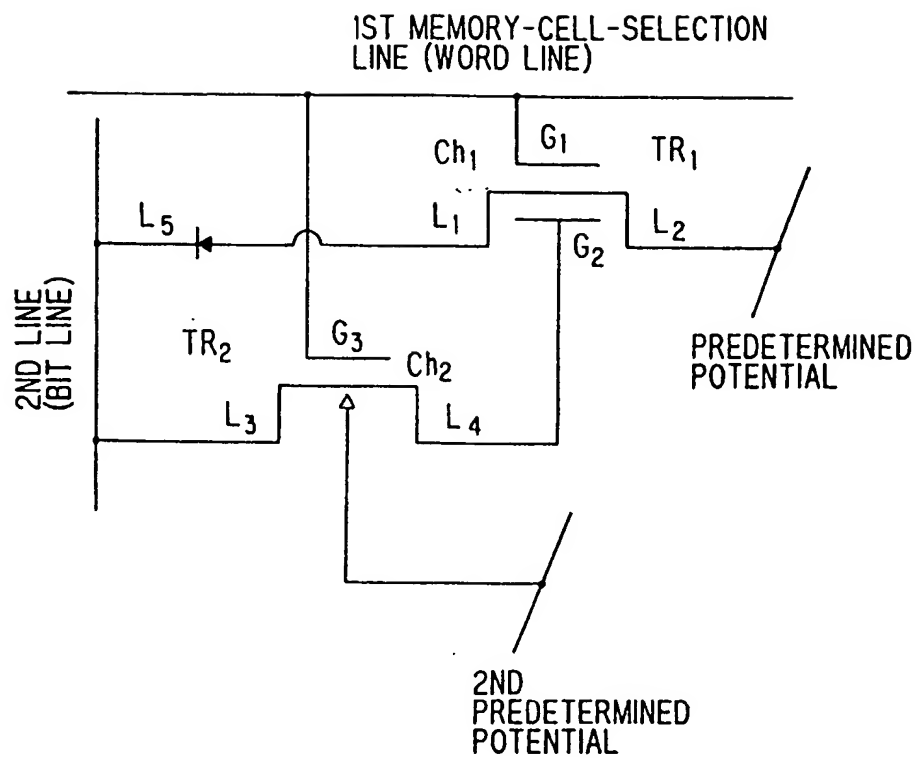 1ST MEMORY-CELL-SELECTION
LINE (WORD LINE)
G1
TR1
Ch1
L5
L1
G2
L2
2ND LINE
(BIT LINE)
TR2
G3
Ch2
PREDETERMINED
POTENTIAL
L3
L4
2ND
PREDETERMINED
POTENTIAL